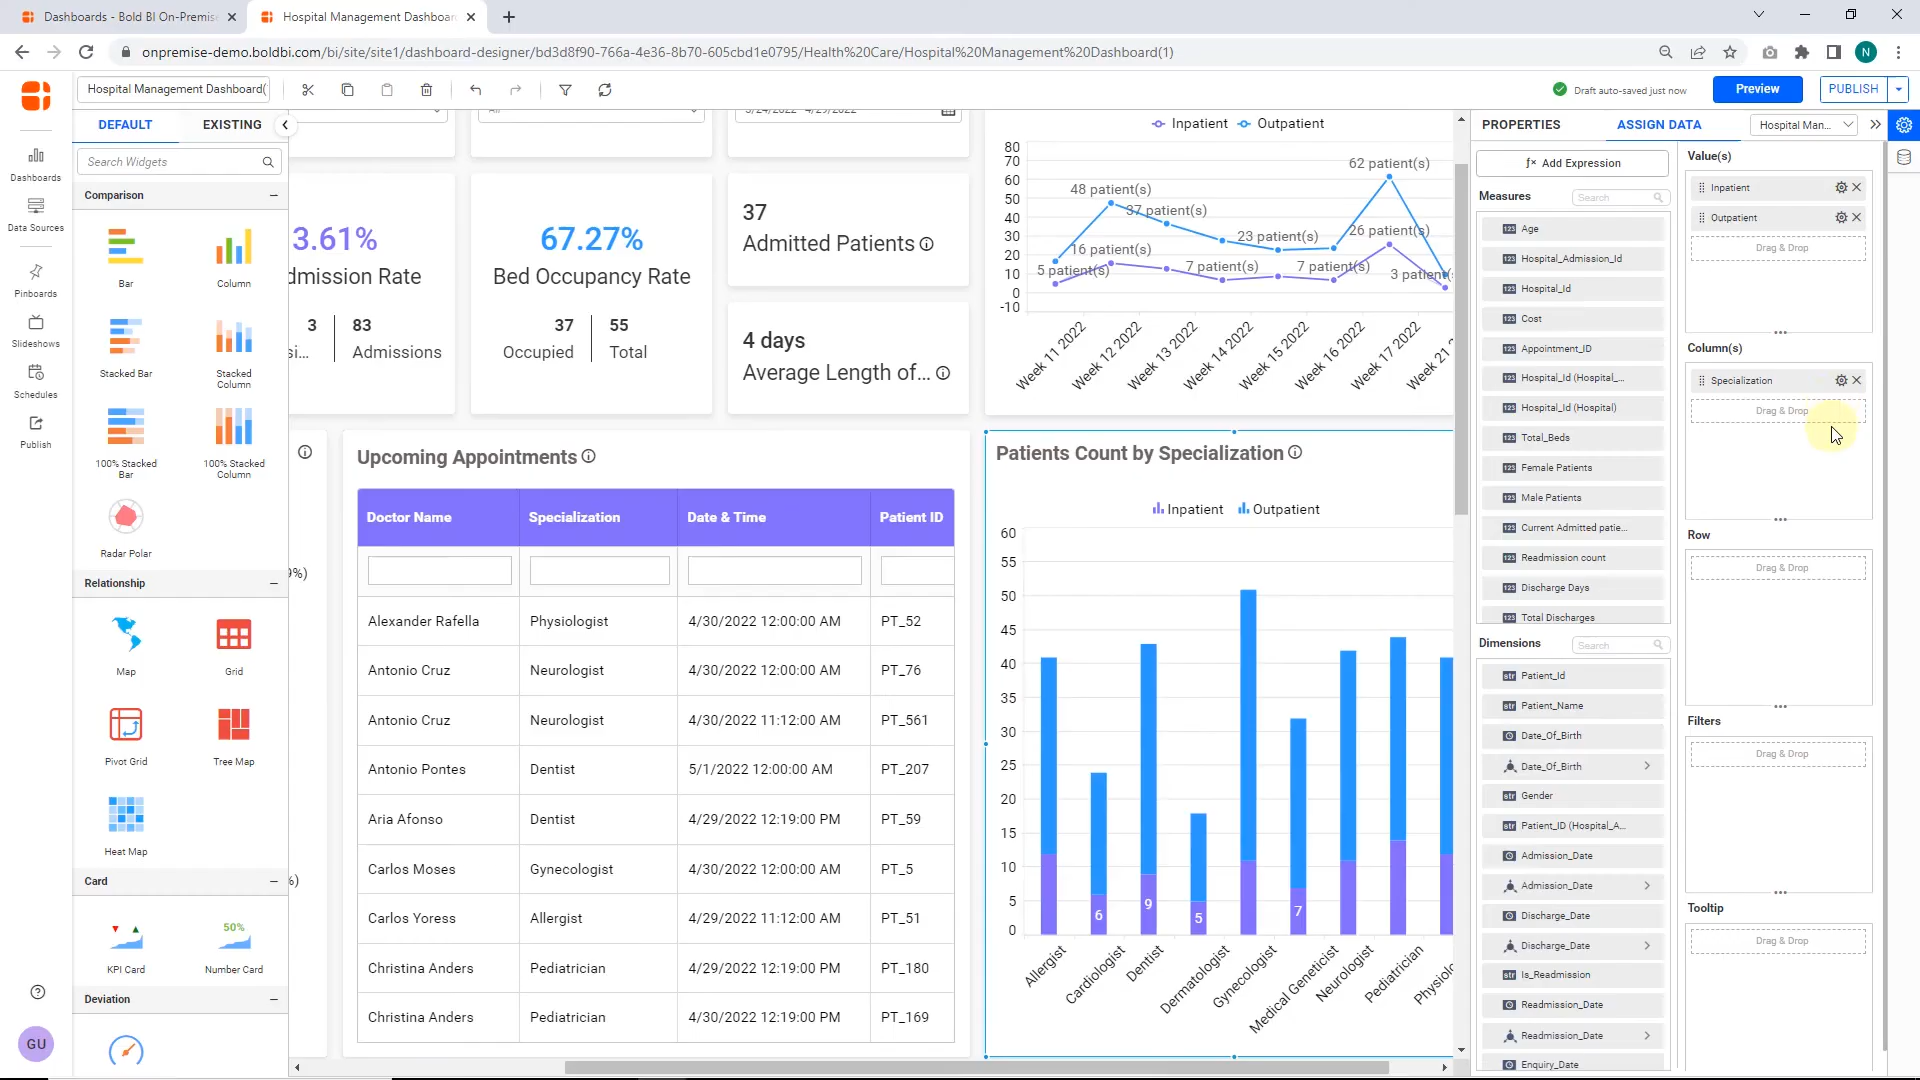 Dashboards - Bold BI On-Premise
Hospital Management Dashboard
onpremise-demo.boldbi.com/bi/site/site1/dashboard-designer/bd3d8f90-766a-4e36-8b70-605cbd1e0795/Health%20Care/Hospital%20Management%20Dashboard(1)
N
Hospital Management Dashboard(
Draft auto-saved just now
Preview
PUBLISH
Dashboards
Data Sources
Pinboards
Slideshows
Schedules
Publish
GU
DEFAULT
EXISTING
Search Widgets
Comparison
Bar
Column
Stacked Bar
Stacked
Column
100% Stacked
Bar
100% Stacked
Column
Radar Polar
Relationship
Map
Grid
Pivot Grid
Tree Map
Heat Map
Card
KPI Card
50%
Number Card
Deviation
3.61%
dmission Rate
3
si...
83
Admissions
67.27%
Bed Occupancy Rate
37
Occupied
55
Total
37
Admitted Patients
4 days
Average Length of...
Inpatient
Outpatient
80
70
60
50
40
30
20
10
0
-10
48 patient(s)
37 patient(s)
23 patient(s)
62 patient(s)
5 patient(s)
16 patient(s)
7 patient(s)
7 patient(s)
26 patient(s)
3 patient(s
Week 11 2022
Week 12 2022
Week 13 2022
Week 14 2022
Week 15 2022
Week 16 2022
Week 17 2022
Week 21 2
9%)
%)
Upcoming Appointments
Doctor Name Specialization Date & Time Patient ID
Alexander Rafella Physiologist 4/30/2022 12:00:00 AM PT_52
Antonio Cruz Neurologist 4/30/2022 12:00:00 AM PT_76
Antonio Cruz Neurologist 4/30/2022 11:12:00 AM PT_561
Antonio Pontes Dentist 5/1/2022 12:00:00 AM PT_207
Aria Afonso Dentist 4/29/2022 12:19:00 PM PT_59
Carlos Moses Gynecologist 4/30/2022 12:00:00 AM PT_5
Carlos Yoress Allergist 4/29/2022 11:12:00 AM PT_51
Christina Anders Pediatrician 4/29/2022 12:19:00 PM PT_180
Christina Anders Pediatrician 4/30/2022 12:19:00 PM PT_169
Patients Count by Specialization
Inpatient
Outpatient
60
55
50
45
40
35
30
25
20
15
10
5
0
6
9
5
7
Allergist
Cardiologist
Dentist
Dermatologist
Gynecologist
Medical Geneticist
Neurologist
Pediatrician
Physiolo
PROPERTIES
ASSIGN DATA
Hospital Man...
Add Expression
Measures
Search
Age
Hospital_Admission_Id
Hospital_Id
Cost
Appointment_ID
Hospital_Id (Hospital_...
Hospital_Id (Hospital)
Total_Beds
Female Patients
Male Patients
Current Admitted patie...
Readmission count
Discharge Days
Total Discharges
Dimensions
Search
Patient_Id
Patient_Name
Date_Of_Birth
Date_Of_Birth
Gender
Patient_ID (Hospital_A...
Admission_Date
Admission_Date
Discharge_Date
Discharge_Date
Is_Readmission
Readmission_Date
Readmission_Date
Enquiry_Date
Value(s)
Inpatient
Outpatient
Drag & Drop
Column(s)
Specialization
Drag & Drop
Row
Drag & Drop
Filters
Drag & Drop
Tooltip
Drag & Drop